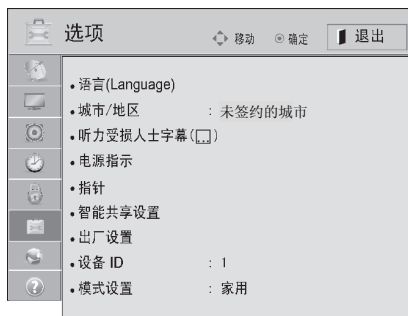 选项 移动 确定 退出
• 语言(Language)
• 城市/地区 : 未签约的城市
• 听力受损人士字幕(...)
• 电源指示
• 指针
• 智能共享设置
• 出厂设置
• 设备 ID : 1
• 模式设置 : 家用
?